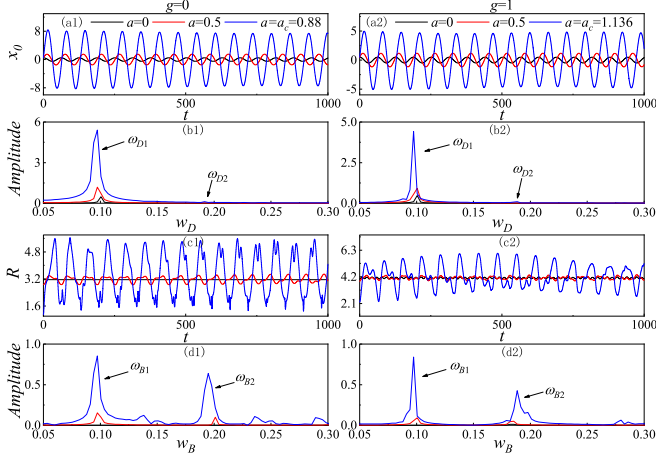 g=0
g=1
(a1) a=0 a=0.5 a=a_c=0.88
(a2) a=0 a=0.5 a=a_c=1.136
x_0
8
0
-8
5
0
-5
0 500 1000
0 500 1000
t
t
Amplitude
6
3
0
(b1)
ω_D1
ω_D2
5.0
2.5
0.0
(b2)
ω_D1
ω_D2
0.05 0.10 0.15 0.20 0.25 0.30
0.05 0.10 0.15 0.20 0.25 0.30
w_D
w_D
R
4.8
3.2
1.6
(c1)
6.3
4.2
2.1
(c2)
0 500 1000
0 500 1000
t
t
Amplitude
1.0
0.5
0.0
(d1)
ω_B1
ω_B2
1.0
0.5
0.0
(d2)
ω_B1
ω_B2
0.05 0.10 0.15 0.20 0.25 0.30
0.05 0.10 0.15 0.20 0.25 0.30
w_B
w_B